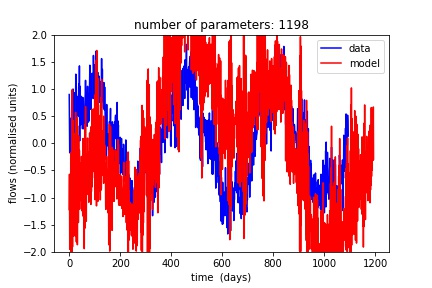 number of parameters: 1198
data
model
2.0
1.5
1.0
0.5
0.0
−0.5
−1.0
−1.5
−2.0
flows (normalised units)
0 200 400 600 800 1000 1200
time (days)